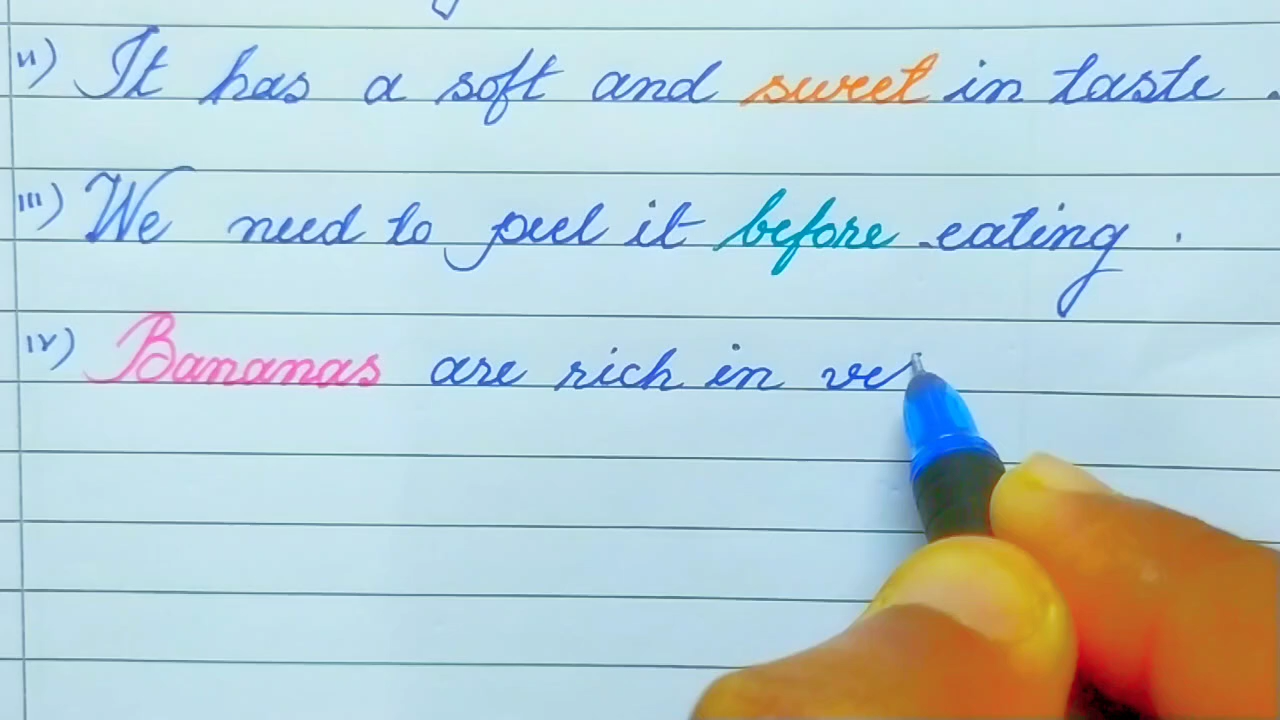 ii) It has a soft and sweet in taste.
iii) We need to peel it before eating.
iv) Bananas are rich in ve